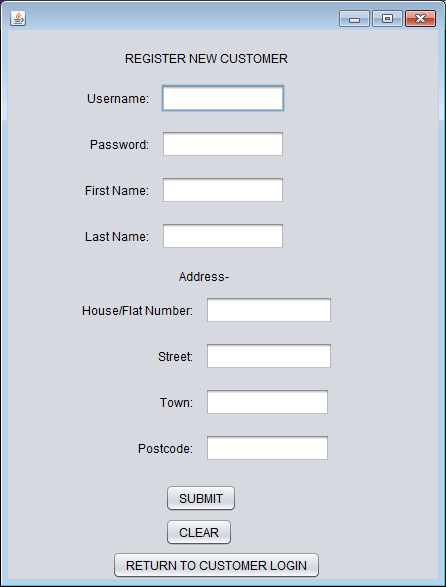 REGISTER NEW CUSTOMER
Username:
Password:
First Name:
Last Name:
Address-
House/Flat Number:
Street:
Town:
Postcode:
SUBMIT
CLEAR
RETURN TO CUSTOMER LOGIN